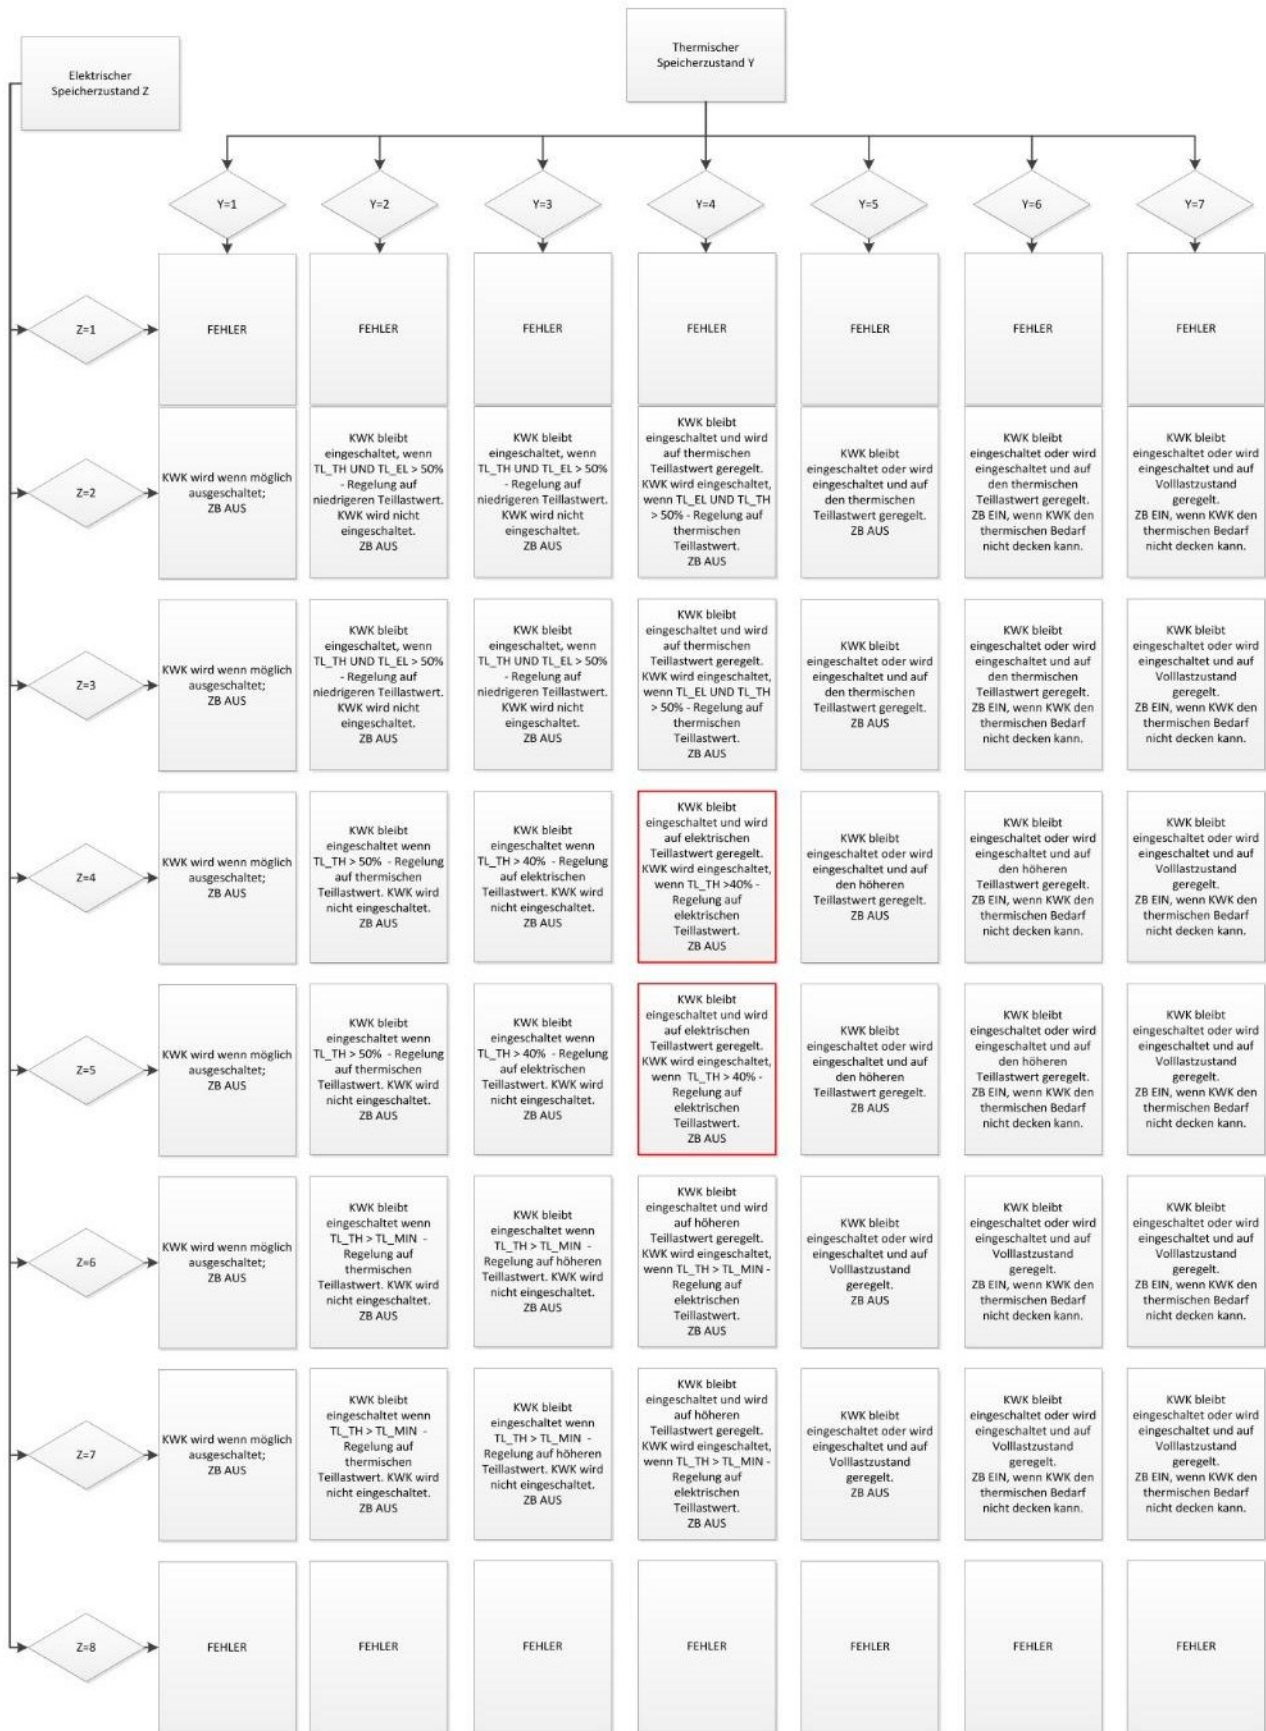 Thermischer
Speicherzustand Y
Elektrischer
Speicherzustand Z
Y=1
Y=2
Y=3
Y=4
Y=5
Y=6
Y=7
Z=1
FEHLER
FEHLER
FEHLER
FEHLER
FEHLER
FEHLER
FEHLER
Z=2
KWK wird wenn möglich
ausgeschaltet;
ZB AUS
KWK bleibt
eingeschaltet, wenn
TL_TH UND TL_EL > 50%
- Regelung auf
niedrigeren Teillastwert.
KWK wird nicht
eingeschaltet.
ZB AUS
KWK bleibt
eingeschaltet, wenn
TL_TH UND TL_EL > 50%
- Regelung auf
niedrigeren Teillastwert.
KWK wird nicht
eingeschaltet.
ZB AUS
KWK bleibt
eingeschaltet und wird
auf thermischen
Teillastwert geregelt.
KWK wird eingeschaltet,
wenn TL_EL UND TL_TH
> 50% - Regelung auf
thermischen
Teillastwert.
ZB AUS
KWK bleibt
eingeschaltet oder wird
eingeschaltet und auf
den thermischen
Teillastwert geregelt.
ZB AUS
KWK bleibt
eingeschaltet oder wird
eingeschaltet und auf
den thermischen
Teillastwert geregelt.
ZB EIN, wenn KWK den
thermischen Bedarf
nicht decken kann.
KWK bleibt
eingeschaltet oder wird
eingeschaltet und auf
Volllastzustand
geregelt.
ZB EIN, wenn KWK den
thermischen Bedarf
nicht decken kann.
Z=3
KWK wird wenn möglich
ausgeschaltet;
ZB AUS
KWK bleibt
eingeschaltet, wenn
TL_TH UND TL_EL > 50%
- Regelung auf
niedrigeren Teillastwert.
KWK wird nicht
eingeschaltet.
ZB AUS
KWK bleibt
eingeschaltet, wenn
TL_TH UND TL_EL > 50%
- Regelung auf
niedrigeren Teillastwert.
KWK wird nicht
eingeschaltet.
ZB AUS
KWK bleibt
eingeschaltet und wird
auf thermischen
Teillastwert geregelt.
KWK wird eingeschaltet,
wenn TL_EL UND TL_TH
> 50% - Regelung auf
thermischen
Teillastwert.
ZB AUS
KWK bleibt
eingeschaltet oder wird
eingeschaltet und auf
den thermischen
Teillastwert geregelt.
ZB AUS
KWK bleibt
eingeschaltet oder wird
eingeschaltet und auf
den thermischen
Teillastwert geregelt.
ZB EIN, wenn KWK den
thermischen Bedarf
nicht decken kann.
KWK bleibt
eingeschaltet oder wird
eingeschaltet und auf
Volllastzustand
geregelt.
ZB EIN, wenn KWK den
thermischen Bedarf
nicht decken kann.
Z=4
KWK wird wenn möglich
ausgeschaltet;
ZB AUS
KWK bleibt
eingeschaltet wenn
TL_TH > 50% - Regelung
auf thermischen
Teillastwert. KWK wird
nicht eingeschaltet.
ZB AUS
KWK bleibt
eingeschaltet wenn
TL_TH > 40% - Regelung
auf elektrischen
Teillastwert. KWK wird
nicht eingeschaltet.
ZB AUS
KWK bleibt
eingeschaltet und wird
auf elektrischen
Teillastwert geregelt.
KWK wird eingeschaltet,
wenn TL_TH >40% -
Regelung auf
elektrischen
Teillastwert.
ZB AUS
KWK bleibt
eingeschaltet oder wird
eingeschaltet und auf
den höheren
Teillastwert geregelt.
ZB AUS
KWK bleibt
eingeschaltet oder wird
eingeschaltet und auf
den höheren
Teillastwert geregelt.
ZB EIN, wenn KWK den
thermischen Bedarf
nicht decken kann.
KWK bleibt
eingeschaltet oder wird
eingeschaltet und auf
Volllastzustand
geregelt.
ZB EIN, wenn KWK den
thermischen Bedarf
nicht decken kann.
Z=5
KWK wird wenn möglich
ausgeschaltet;
ZB AUS
KWK bleibt
eingeschaltet wenn
TL_TH > 50% - Regelung
auf thermischen
Teillastwert. KWK wird
nicht eingeschaltet.
ZB AUS
KWK bleibt
eingeschaltet wenn
TL_TH > 40% - Regelung
auf elektrischen
Teillastwert. KWK wird
nicht eingeschaltet.
ZB AUS
KWK bleibt
eingeschaltet und wird
auf elektrischen
Teillastwert geregelt.
KWK wird eingeschaltet,
wenn TL_TH > 40% -
Regelung auf
elektrischen
Teillastwert.
ZB AUS
KWK bleibt
eingeschaltet oder wird
eingeschaltet und auf
den höheren
Teillastwert geregelt.
ZB AUS
KWK bleibt
eingeschaltet oder wird
eingeschaltet und auf
den höheren
Teillastwert geregelt.
ZB EIN, wenn KWK den
thermischen Bedarf
nicht decken kann.
KWK bleibt
eingeschaltet oder wird
eingeschaltet und auf
Volllastzustand
geregelt.
ZB EIN, wenn KWK den
thermischen Bedarf
nicht decken kann.
Z=6
KWK wird wenn möglich
ausgeschaltet;
ZB AUS
KWK bleibt
eingeschaltet wenn
TL_TH > TL_MIN -
Regelung auf
thermischen
Teillastwert. KWK wird
nicht eingeschaltet.
ZB AUS
KWK bleibt
eingeschaltet wenn
TL_TH > TL_MIN -
Regelung auf höheren
Teillastwert. KWK wird
nicht eingeschaltet.
ZB AUS
KWK bleibt
eingeschaltet und wird
auf höheren
Teillastwert geregelt.
KWK wird eingeschaltet,
wenn TL_TH > TL_MIN -
Regelung auf
elektrischen
Teillastwert.
ZB AUS
KWK bleibt
eingeschaltet oder wird
eingeschaltet und auf
Volllastzustand
geregelt.
ZB AUS
KWK bleibt
eingeschaltet oder wird
eingeschaltet und auf
Volllastzustand
geregelt.
ZB EIN, wenn KWK den
thermischen Bedarf
nicht decken kann.
KWK bleibt
eingeschaltet oder wird
eingeschaltet und auf
Volllastzustand
geregelt.
ZB EIN, wenn KWK den
thermischen Bedarf
nicht decken kann.
Z=7
KWK wird wenn möglich
ausgeschaltet;
ZB AUS
KWK bleibt
eingeschaltet wenn
TL_TH > TL_MIN -
Regelung auf
thermischen
Teillastwert. KWK wird
nicht eingeschaltet.
ZB AUS
KWK bleibt
eingeschaltet wenn
TL_TH > TL_MIN -
Regelung auf höheren
Teillastwert. KWK wird
nicht eingeschaltet.
ZB AUS
KWK bleibt
eingeschaltet und wird
auf höheren
Teillastwert geregelt.
KWK wird eingeschaltet,
wenn TL_TH > TL_MIN -
Regelung auf
elektrischen
Teillastwert.
ZB AUS
KWK bleibt
eingeschaltet oder wird
eingeschaltet und auf
Volllastzustand
geregelt.
ZB AUS
KWK bleibt
eingeschaltet oder wird
eingeschaltet und auf
Volllastzustand
geregelt.
ZB EIN, wenn KWK den
thermischen Bedarf
nicht decken kann.
KWK bleibt
eingeschaltet oder wird
eingeschaltet und auf
Volllastzustand
geregelt.
ZB EIN, wenn KWK den
thermischen Bedarf
nicht decken kann.
Z=8
FEHLER
FEHLER
FEHLER
FEHLER
FEHLER
FEHLER
FEHLER